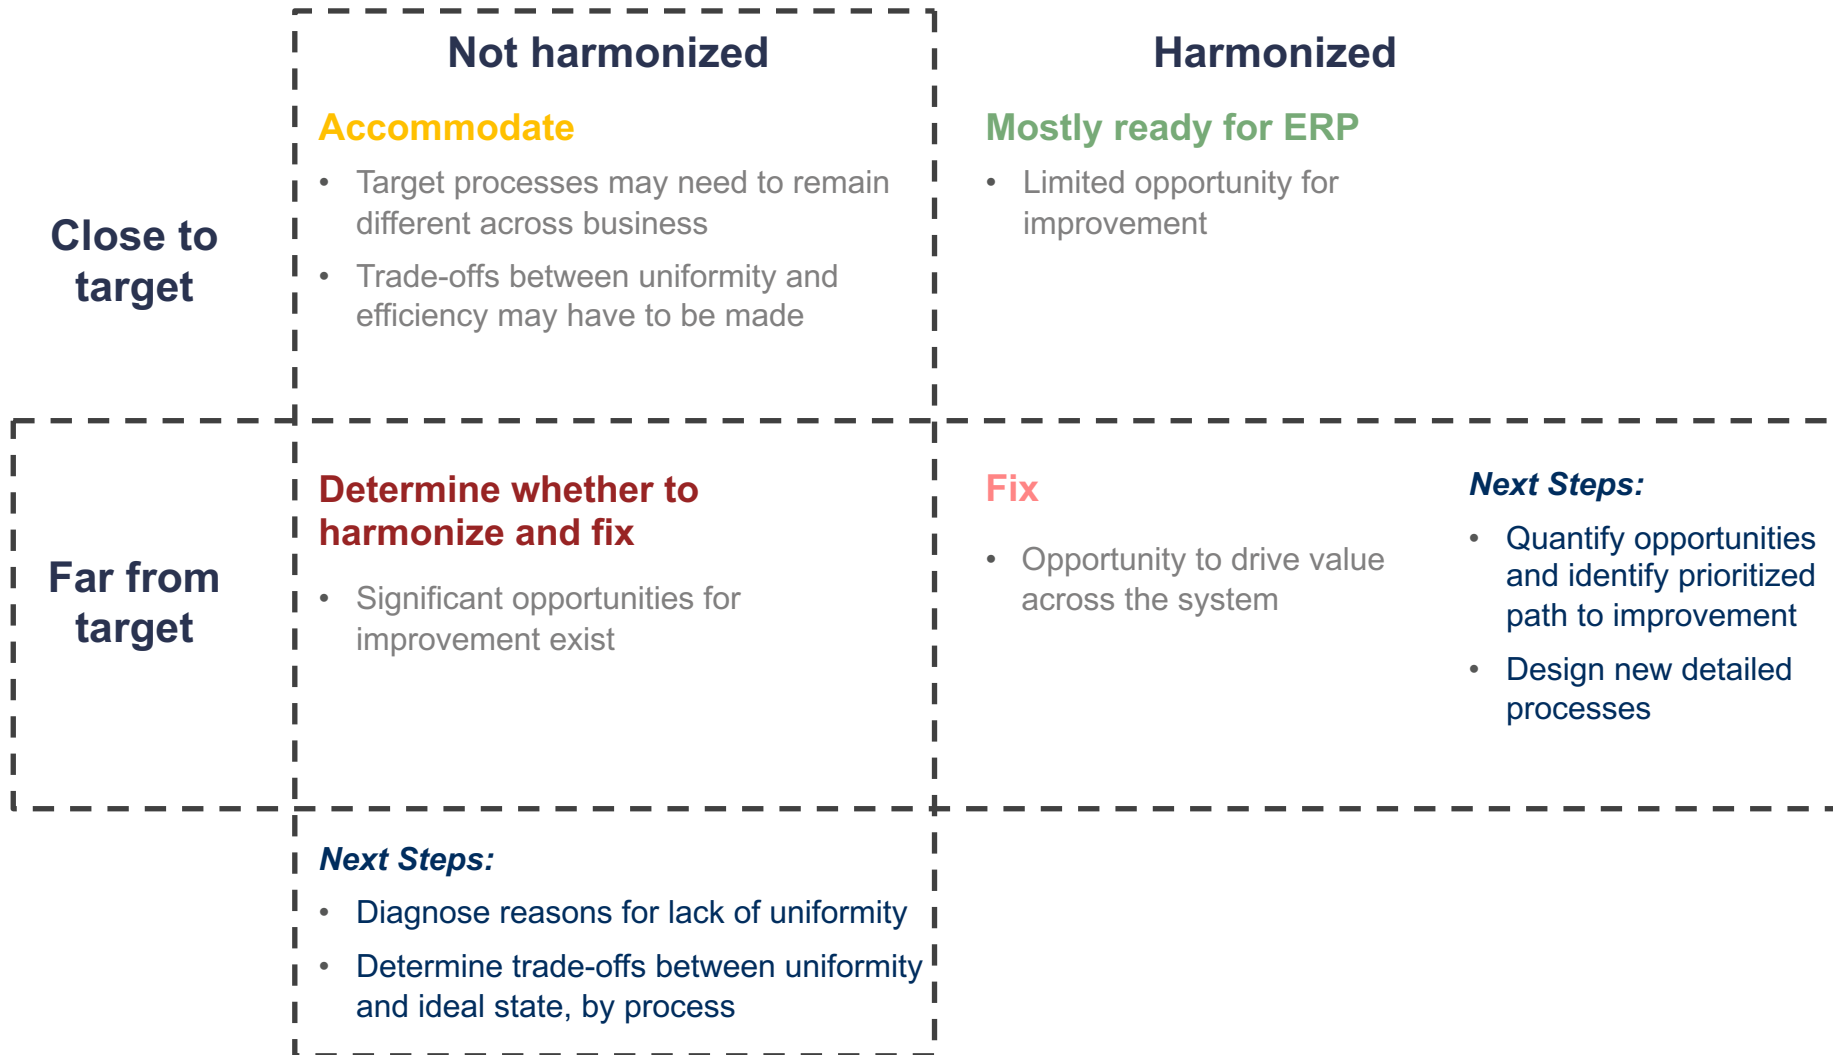 Not harmonized
Harmonized
Close to
target
Accommodate
• Target processes may need to remain
different across business
• Trade-offs between uniformity and
efficiency may have to be made
Mostly ready for ERP
• Limited opportunity for
improvement
Far from
target
Determine whether to
harmonize and fix
• Significant opportunities for
improvement exist
Fix
• Opportunity to drive value
across the system
Next Steps:
• Quantify opportunities
and identify prioritized
path to improvement
• Design new detailed
processes
Next Steps:
• Diagnose reasons for lack of uniformity
• Determine trade-offs between uniformity
and ideal state, by process